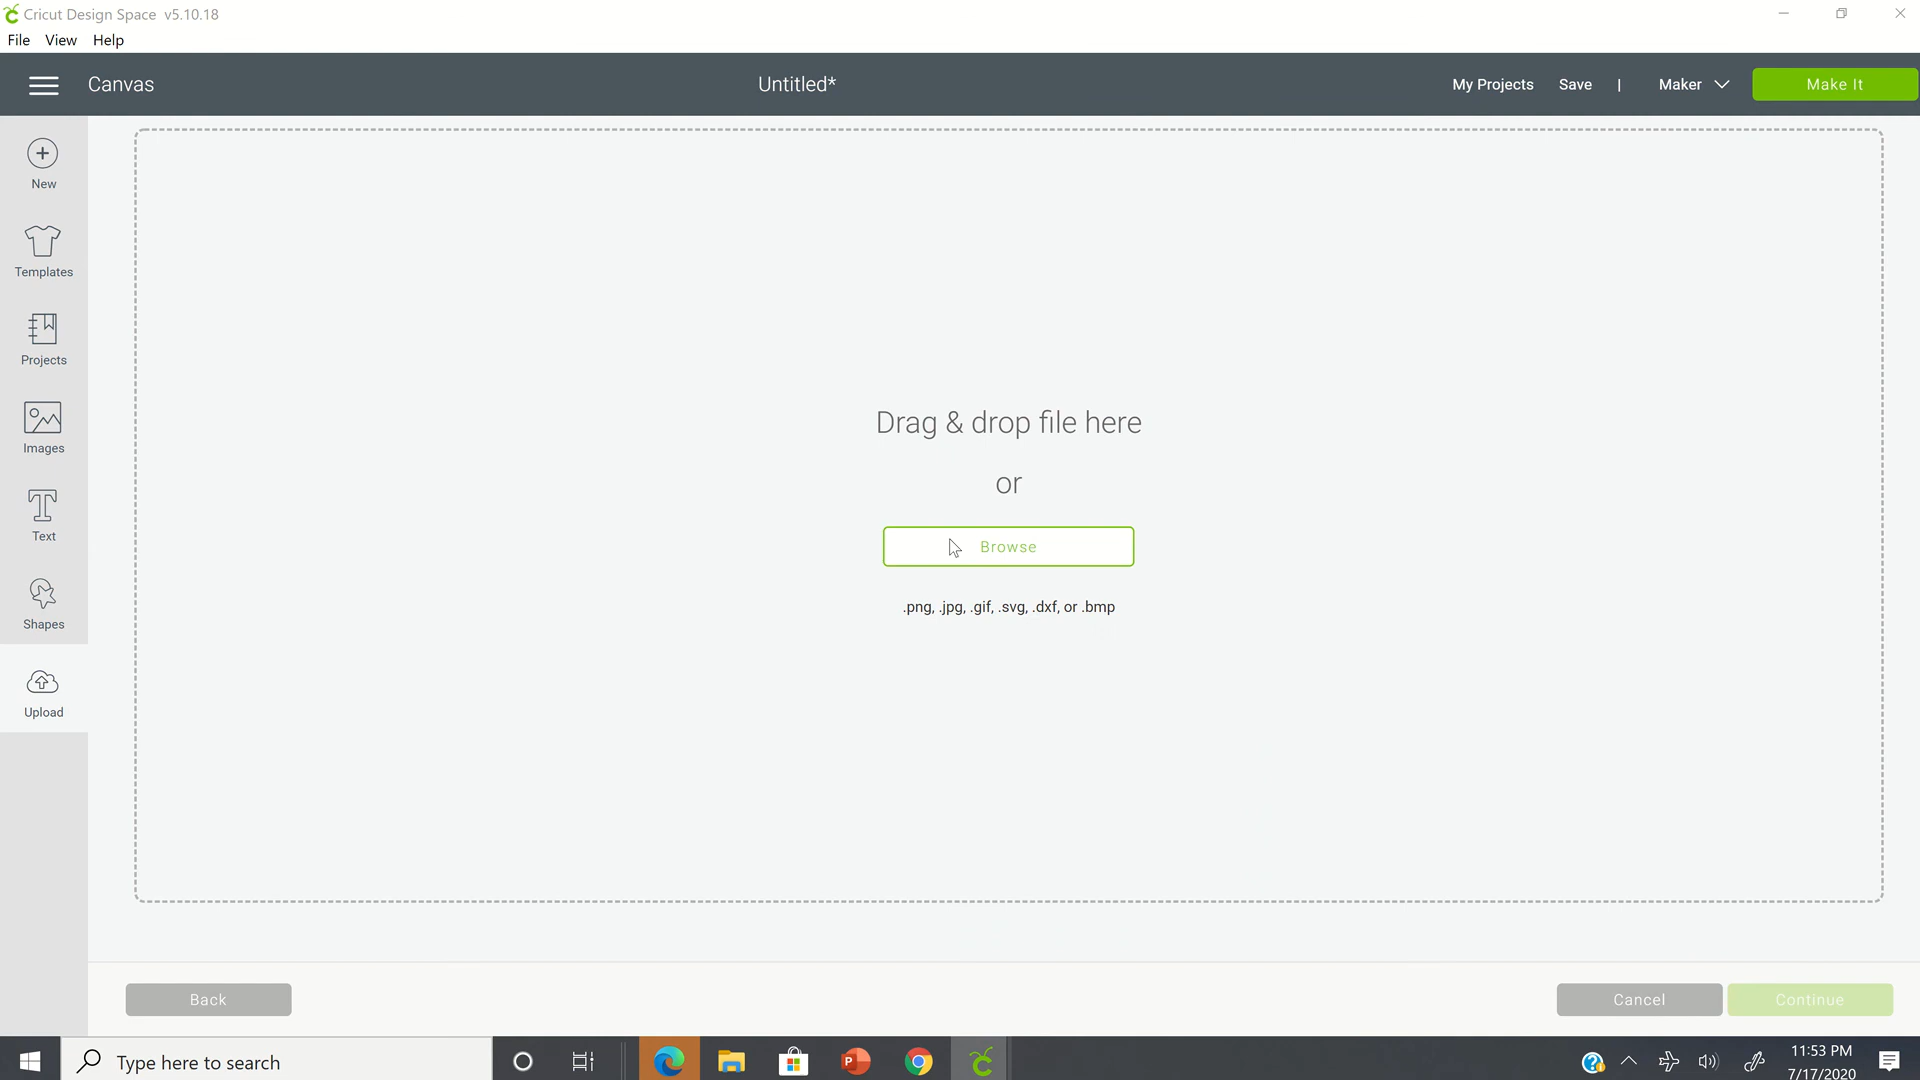 Cricut Design Space v5.10.18
File View Help
Canvas
Untitled*
My Projects Save | Maker Make It
New
Templates
Projects
Images
Text
Shapes
Upload
Drag & drop file here
or
Browse
.png, .jpg, .gif, .svg, .dxf, or .bmp
Back
Cancel
Continue
Type here to search
11:53 PM
7/17/2020